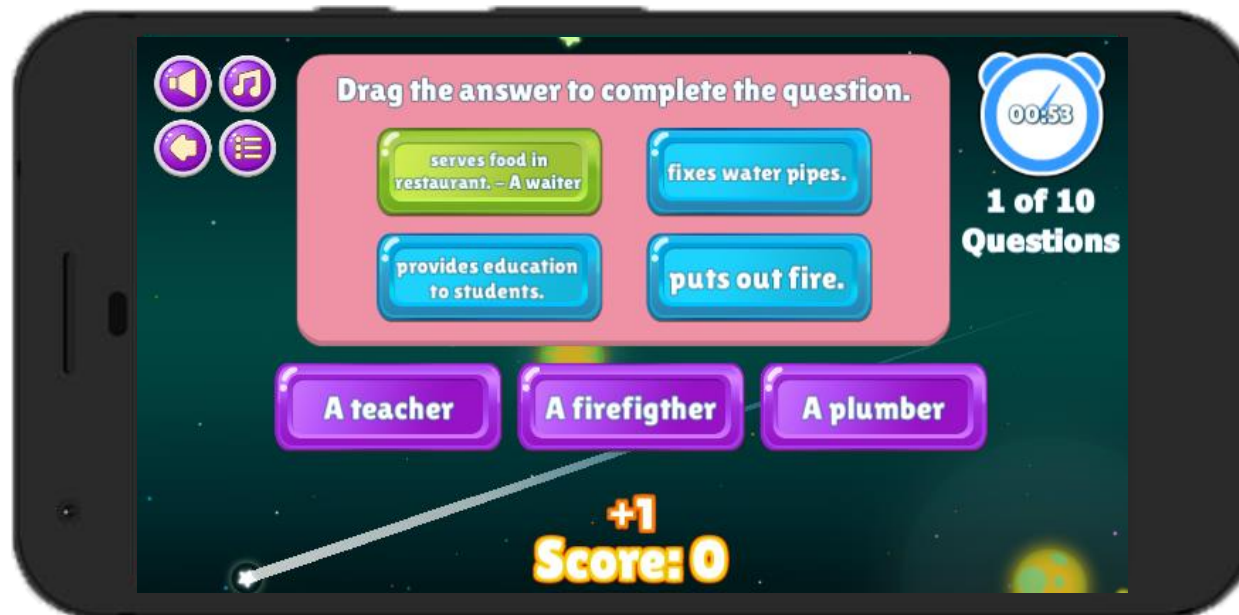 Drag the answer to complete the question.
serves food in
restaurant. - A waiter
fixes water pipes.
provides education
to students.
puts out fire.
00:53
1 of 10
Questions
A teacher
A firefigther
A plumber
+1
Score: 0